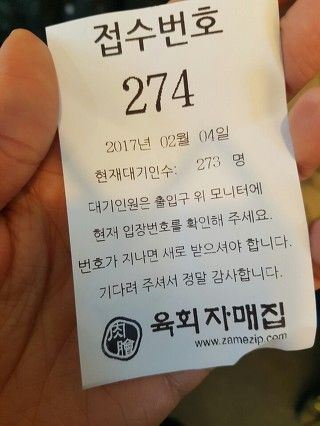 접수번호
274
2017년 02월 04일
현재대기인수: 273 명
대기인원은 출입구 위 모니터에
현재 입장번호를 확인해 주세요.
번호가 지나면 새로 받으셔야 합니다.
기다려 주셔서 정말 감사합니다.
肉膾 육회자매집
www.zamezip.com